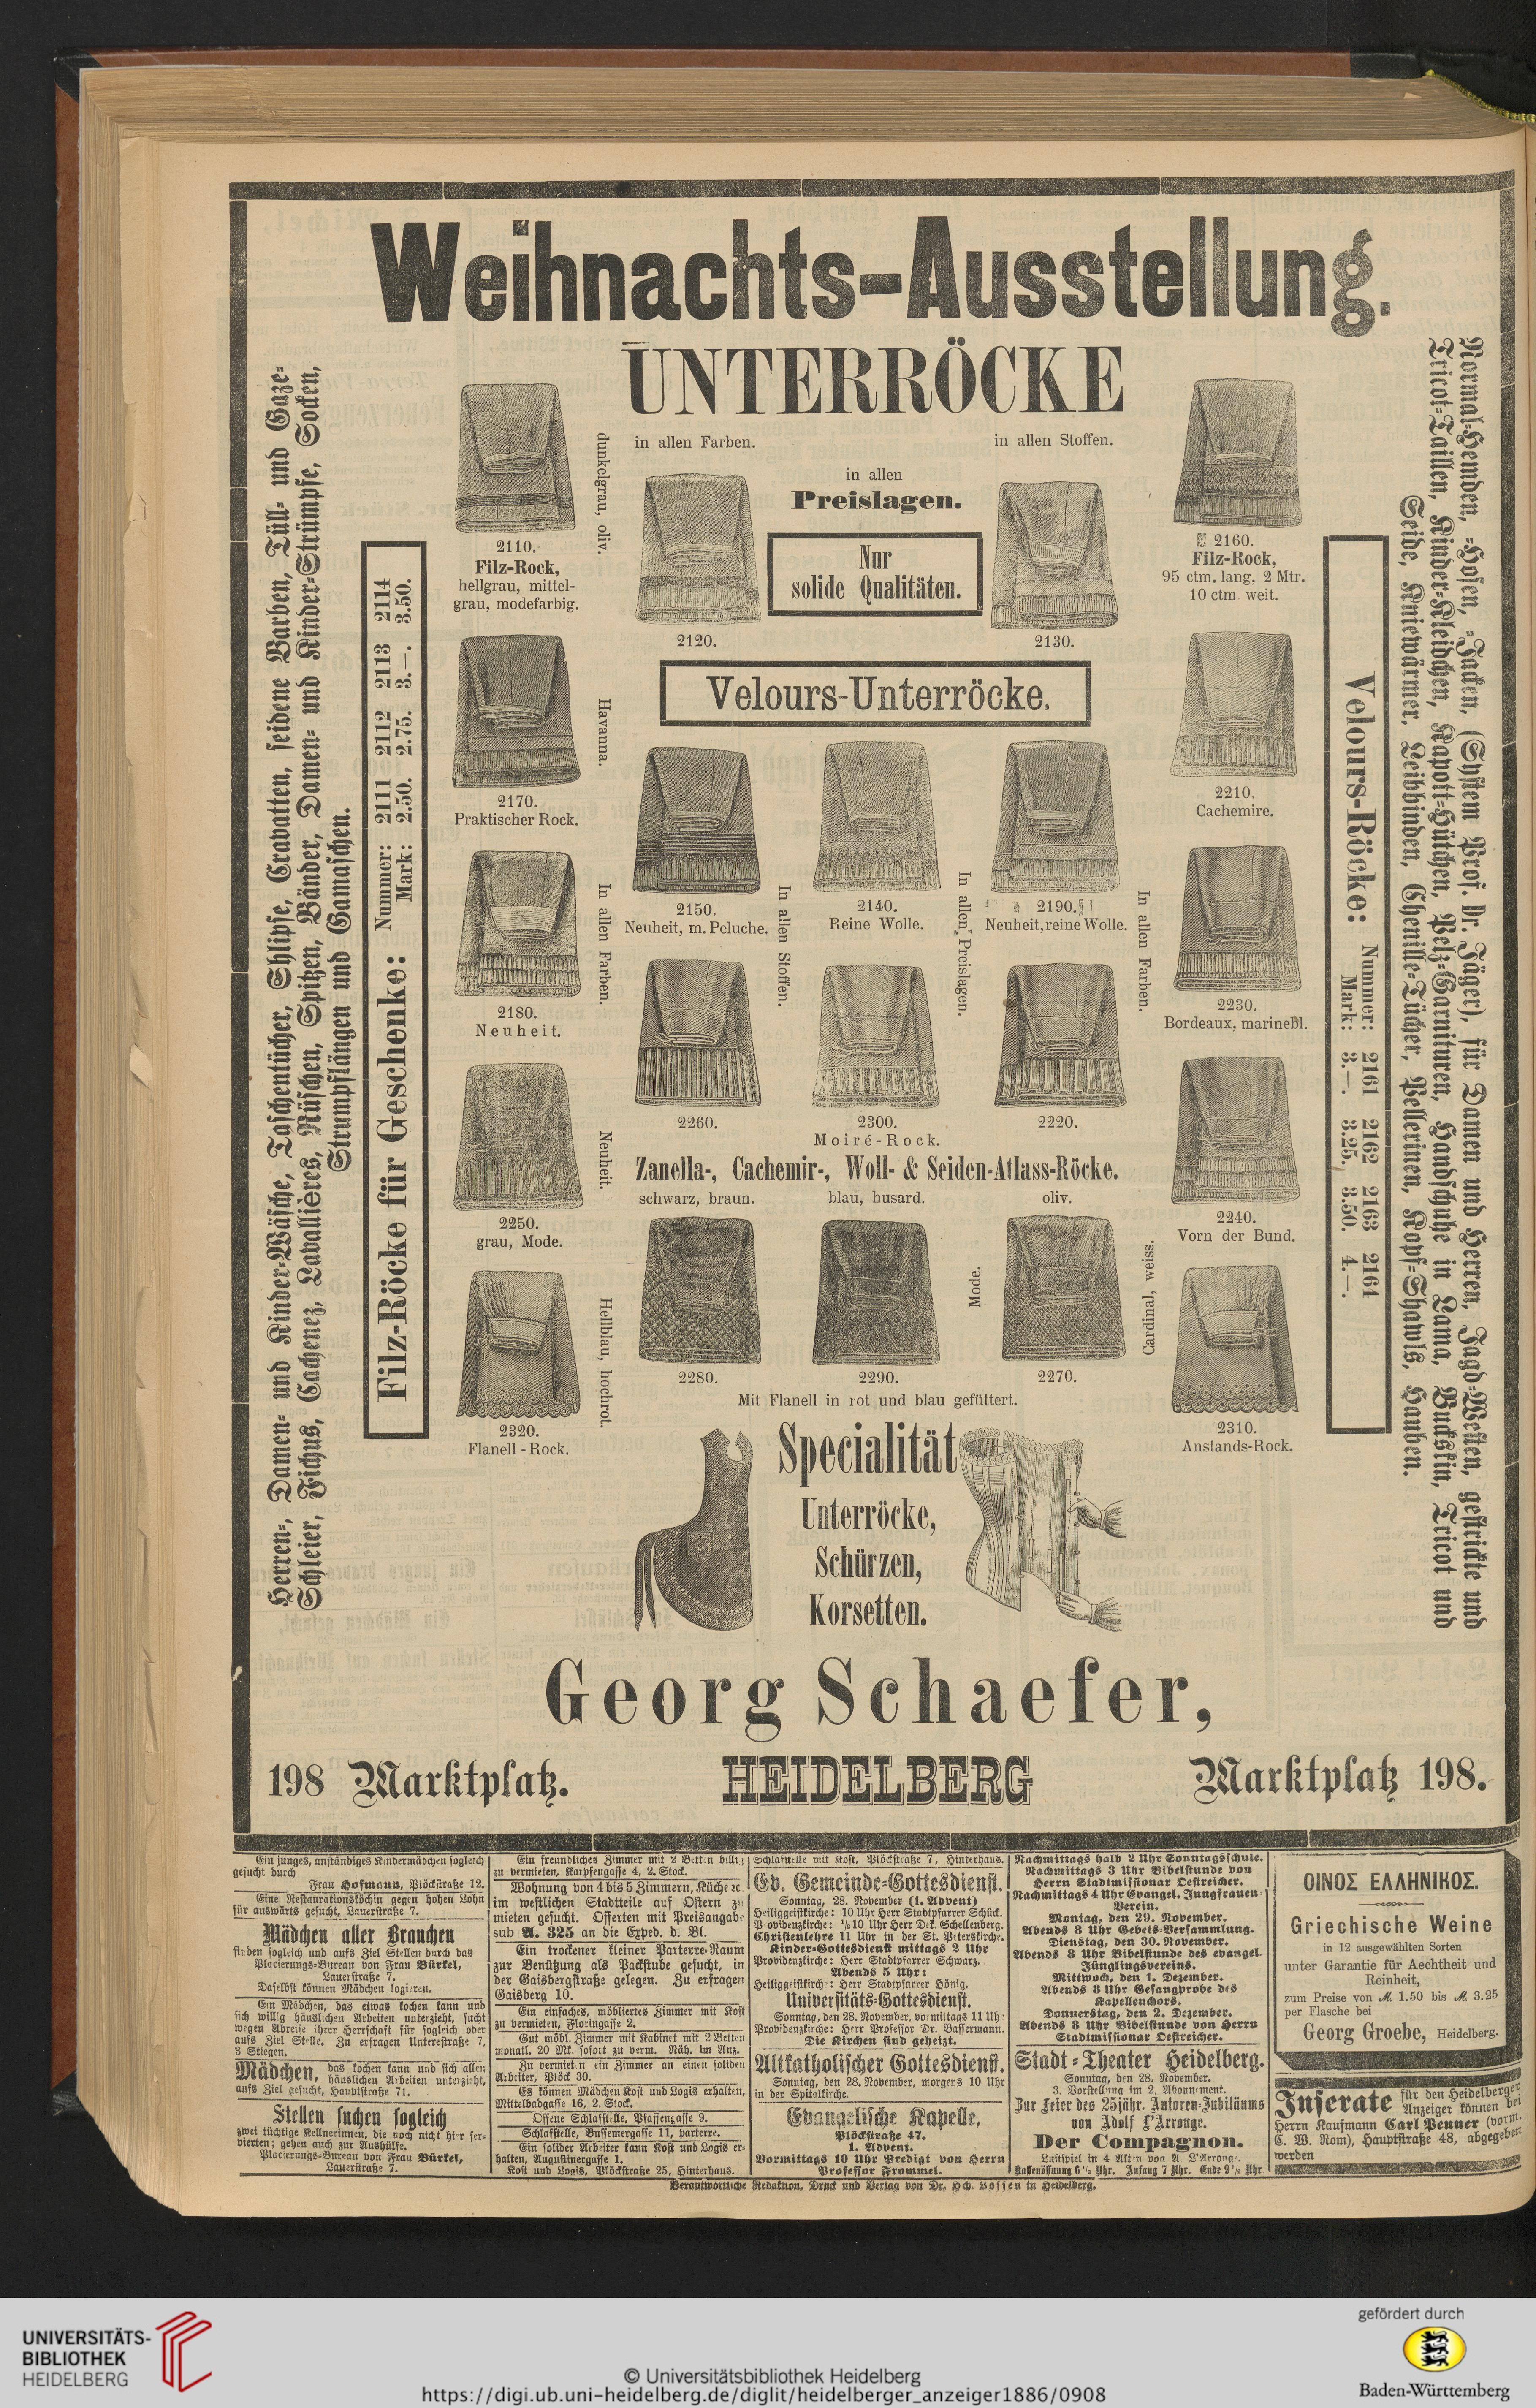 Weihnachts-Ausstellung.
UNTERRÖCKE
in allen Farben.
in allen Stoffen.
in allen
Preislagen.
Nur
solide Qualitäten.
Herren-, Damen- und Kinder-Wäsche, Taschentücher, Shlipse, Cravatten, seidene Barben, Tüll- und Gaze-
Schleier, Fichus, Cachenez, Lavallières, Rüschen, Spitzen, Bänder, Damen- und Kinder-Strümpfe, Socken,
Strumpflängen und Gamaschen.
Filz-Röcke für Geschenke:
Nummer: 2111 2112 2113 2114
Mark: 2.50. 2.75. 3.—. 3.50.
2110.
Filz-Rock,
hellgrau, mittel-
grau, modefarbig.
dunkelgrau, oliv.
2120.
2130.
2160.
Filz-Rock,
95 ctm. lang, 2 Mtr.
10 ctm. weit.
Velours-Unterröcke.
2170.
Praktischer Rock.
Havanna.
2210.
Cachemire.
2150.
Neuheit, m. Peluche.
2140.
Reine Wolle.
2190.
Neuheit, reine Wolle.
In allen Farben.
In allen Stoffen.
In allen Preislagen.
In allen Farben.
2180.
Neuheit.
2230.
Bordeaux, marinebl.
2260.
2300.
Moiré-Rock.
2220.
Zanella-, Cachemir-, Woll- & Seiden-Atlass-Röcke.
schwarz, braun.
blau, husard.
oliv.
Neuheit.
2250.
grau, Mode.
2240.
Vorn der Bund.
Hellblau, hochrot.
Mode.
Cardinal, weiss.
2280.
2290.
2270.
Mit Flanell in rot und blau gefüttert.
2320.
Flanell-Rock.
2310.
Anstands-Rock.
Velours-Röcke:
Nummer: 2161 2162 2163 2164
Mark: 3.—. 3.25. 3.50. 4.—.
Normal-Hemden, -Hosen, -Jacken, (System Prof. Dr. Jäger), für Damen und Herren, Jagd-Westen, gestrickte und
Tricot-Taillen, Kinder-Kleidchen, Kapott-Hütchen, Pelz-Garnituren, Handschuhe in Lama, Buckskin, Tricot und
Seide, Kniewärmer, Leibbinden, Chenille-Tücher, Pellerinen, Kopf-Shawls, Hauben.
Specialität
Unterröcke,
Schürzen,
Korsetten.
Georg Schaefer,
198 Marktplatz.
HEIDELBERG
Marktplatz 198.
Ein junges, anständiges Kindermädchen sogleich
gesucht durch
Frau Hofmann, Plöckstraße 12.
Eine Restaurationsköchin gegen hohen Lohn
für auswärts gesucht, Lauerstraße 7.
Mädchen aller Branchen
finden sogleich und aufs Ziel Stellen durch das
Placierungs-Bureau von Frau Bürkel,
Lauerstraße 7.
Daselbst können Mädchen logieren.
Ein Mädchen, das etwas kochen kann und
sich willig häuslichen Arbeiten unterzieht, sucht
wegen Abreise ihrer Herrschaft für sogleich oder
aufs Ziel Stelle. Zu erfragen Unterestraße 7,
3 Stiegen.
Mädchen, das kochen kann und sich allen
häuslichen Arbeiten unterzieht,
aufs Ziel gesucht, Hauptstraße 71.
Stellen suchen sogleich
zwei tüchtige Kellnerinnen, die noch nicht hier ser-
vierten; gehen auch zur Aushülfe.
Placierungs-Bureau von Frau Bürkel,
Lauerstraße 7.
Ein freundliches Zimmer mit 2 Betten billig
zu vermieten, Karpfengasse 4, 2. Stock.
Wohnung von 4 bis 5 Zimmern, Küche ꝛc.
im westlichen Stadtteile auf Ostern zu
mieten gesucht. Offerten mit Preisangabe
sub A. 325 an die Exped. d. Bl.
Ein trockener kleiner Parterre-Raum
zur Benützung als Packstube gesucht, in
der Gaisbergstraße gelegen. Zu erfragen
Gaisberg 10.
Ein einfaches, möbliertes Zimmer mit Kost
zu vermieten, Floringasse 2.
Gut möbl. Zimmer mit Kabinet mit 2 Betten
monatl. 20 Mk. sofort zu verm. Näh. im Anz.
Zu vermieten ein Zimmer an einen soliden
Arbeiter, Plöck 30.
Es können Mädchen Kost und Logis erhalten,
Mittelbadgasse 16, 2. Stock.
Offene Schlafstelle, Pfaffengasse 9.
Schlafstelle, Bussemergasse 11, parterre.
Ein solider Arbeiter kann Kost und Logis er-
halten, Augustinergasse 1.
Kost und Logis, Plöckstraße 25, Hinterhaus.
Schlafstelle mit Kost, Plöckstraße 7, Hinterhaus.
Ev. Gemeinde-Gottesdienst.
Sonntag, 28. November (1. Advent)
Heiliggeistkirche: 10 Uhr Herr Stadtpfarrer Schück.
Providenzkirche: 1/210 Uhr Herr Dek. Schellenberg.
Christenlehre 11 Uhr in der St. Peterskirche.
Kinder-Gottesdienst mittags 2 Uhr
Providenzkirche: Herr Stadtpfarrer Schwarz.
Abends 5 Uhr:
Heiliggeistkirche: Herr Stadtpfarrer Hönig.
Universitäts-Gottesdienst.
Sonntag, den 28. November, vormittags 11 Uhr
Providenzkirche: Herr Professor Dr. Bassermann.
Die Kirchen sind geheizt.
Altkatholischer Gottesdienst.
Sonntag, den 28. November, morgens 10 Uhr
in der Spitalkirche.
Evangelische Kapelle,
Plöckstraße 47.
1. Advent.
Vormittags 10 Uhr Predigt von Herrn
Professor Frommel.
Nachmittags halb 2 Uhr Sonntagsschule.
Nachmittags 3 Uhr Bibelstunde von
Herrn Stadtmissionar Oestreicher.
Nachmittags 4 Uhr Evangel. Jungfrauen-
Verein.
Montag, den 29. November.
Abends 8 Uhr Gebets-Versammlung.
Dienstag, den 30. November.
Abends 8 Uhr Bibelstunde des evangel.
Jünglingsvereins.
Mittwoch, den 1. Dezember.
Abends 8 Uhr Gesangprobe des
Kapellenchors.
Donnerstag, den 2. Dezember.
Abends 8 Uhr Bibelstunde von Herrn
Stadtmissionar Oestreicher.
Stadt-Theater Heidelberg.
Sonntag, den 28. November.
3. Vorstellung im 2. Abonnement.
Zur Feier des 25jähr. Autoren-Jubiläums
von Adolf L'Arronge.
Der Compagnon.
Lustspiel in 4 Akten von A. L'Arronge.
Kassenöffnung 6 1/2 Uhr. Anfang 7 Uhr. Ende 9 1/2 Uhr
ΟΙΝΟΣ ΕΛΛΗΝΙΚΟΣ.
Griechische Weine
in 12 ausgewählten Sorten
unter Garantie für Aechtheit und
Reinheit,
zum Preise von M. 1.50 bis M. 3.25
per Flasche bei
Georg Groebe, Heidelberg.
Inserate für den Heidelberger
Anzeiger können bei
Herrn Kaufmann Carl Penner (vorm.
C. W. Rom), Hauptstraße 48, abgegeben
werden
Verantwortliche Redaktion, Druck und Verlag von Dr. Hch. Lossen in Heidelberg.
UNIVERSITÄTS-
BIBLIOTHEK
HEIDELBERG
© Universitätsbibliothek Heidelberg
https://digi.ub.uni-heidelberg.de/diglit/heidelberger_anzeiger1886/0908
gefördert durch
Baden-Württemberg